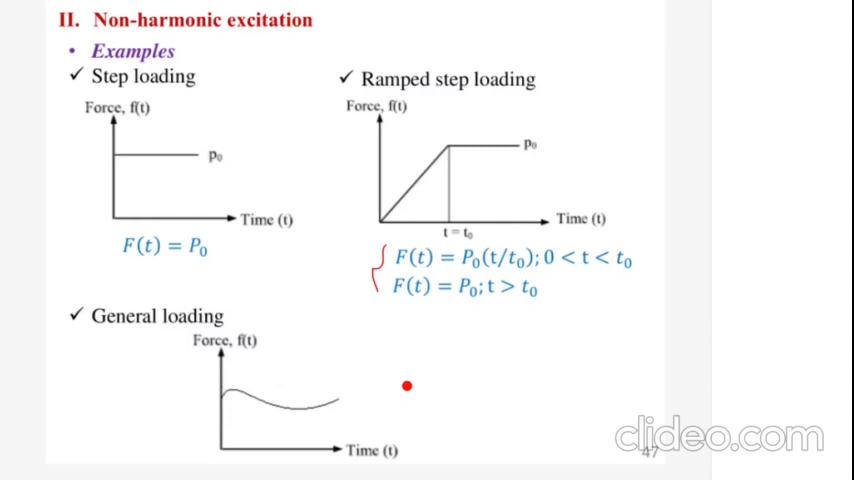 II. Non-harmonic excitation
• Examples
✓ Step loading
Force, f(t)
P₀
Time (t)
F(t) = P₀
✓ Ramped step loading
Force, f(t)
P₀
Time (t)
t = t₀
F(t) = P₀(t/t₀); 0 < t < t₀
F(t) = P₀; t > t₀
✓ General loading
Force, f(t)
Time (t)
47
clideo.com